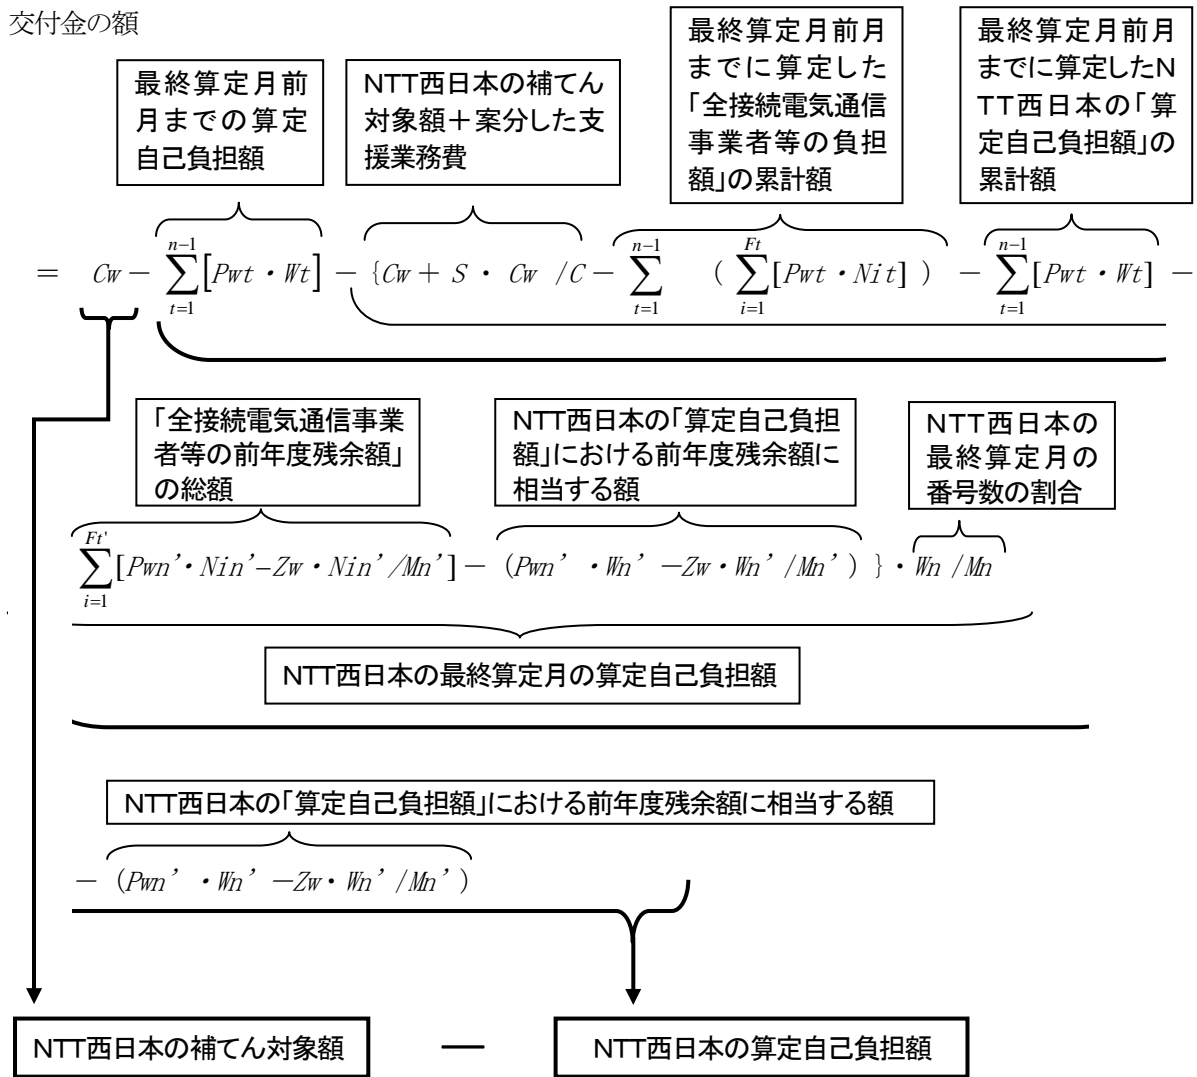 交付金の額
最終算定月前
月までの算定
自己負担額
NTT西日本の補てん
対象額＋案分した支
援業務費
最終算定月前月
までに算定した
「全接続電気通信
事業者等の負担
額」の累計額
最終算定月前月
までに算定したN
TT西日本の「算
定自己負担額」の
累計額
＝ Cw－∑_{t=1}^{n−1}[Pwt・Wt]－{Cw＋S・Cw/C－∑_{t=1}^{n−1}(∑_{i=1}^{Ft}[Pwt・Nit])－∑_{t=1}^{n−1}[Pwt・Wt]－
「全接続電気通信事業
者等の前年度残余額」
の総額
NTT西日本の「算定自己負担
額」における前年度残余額に
相当する額
NTT西日本の
最終算定月の
番号数の割合
∑_{i=1}^{Ft'}[Pwn’・Nin’−Zw・Nin’/Mn’]－(Pwn’・Wn’−Zw・Wn’/Mn’)}・Wn/Mn
NTT西日本の最終算定月の算定自己負担額
NTT西日本の「算定自己負担額」における前年度残余額に相当する額
－(Pwn’・Wn’−Zw・Wn’/Mn’)
NTT西日本の補てん対象額 ― NTT西日本の算定自己負担額